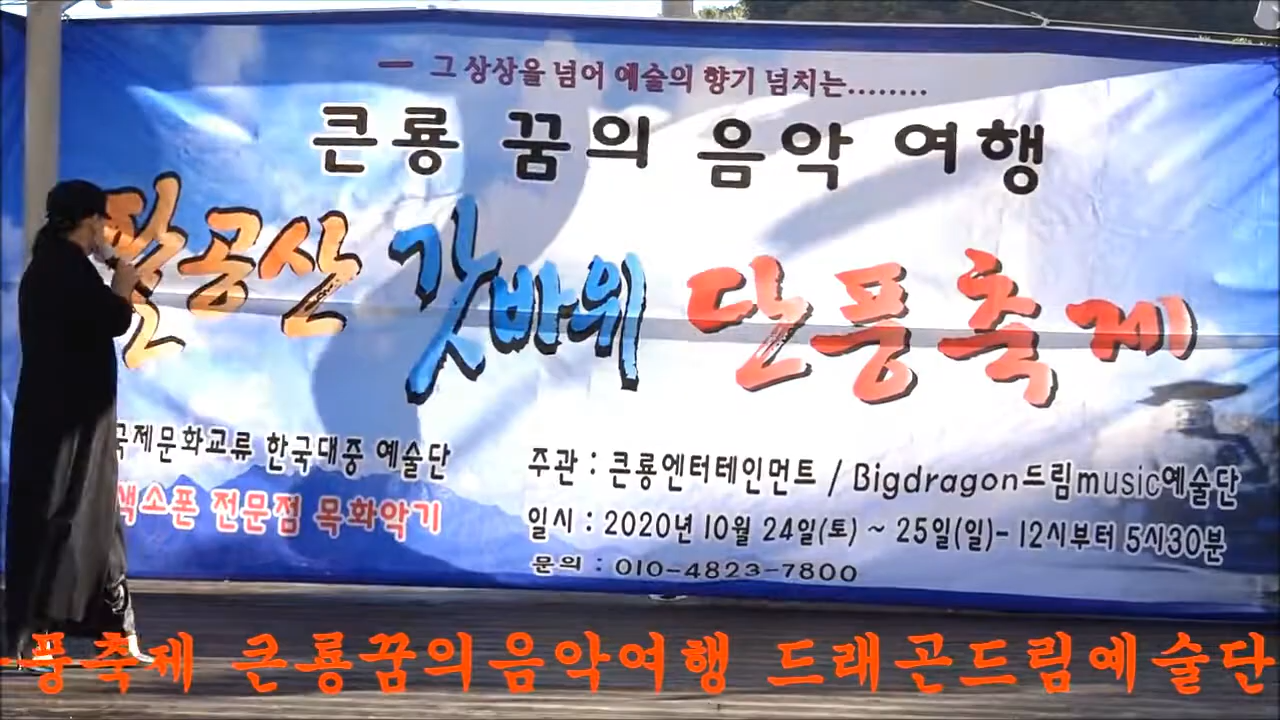 그 상상을 넘어 예술의 향기 넘치는........
큰룡 꿈의 음악 여행
팔공산 갓바위 단풍축제
국제문화교류 한국대중 예술단
색소폰 전문점 목화악기
주관 : 큰룡엔터테인먼트 / Bigdragon드림music예술단
일시 : 2020년 10월 24일(토) ~ 25일(일)- 12시부터 5시30분
문의 : 010-4823-7800
풍축제 큰룡꿈의음악여행 드래곤드림예술단